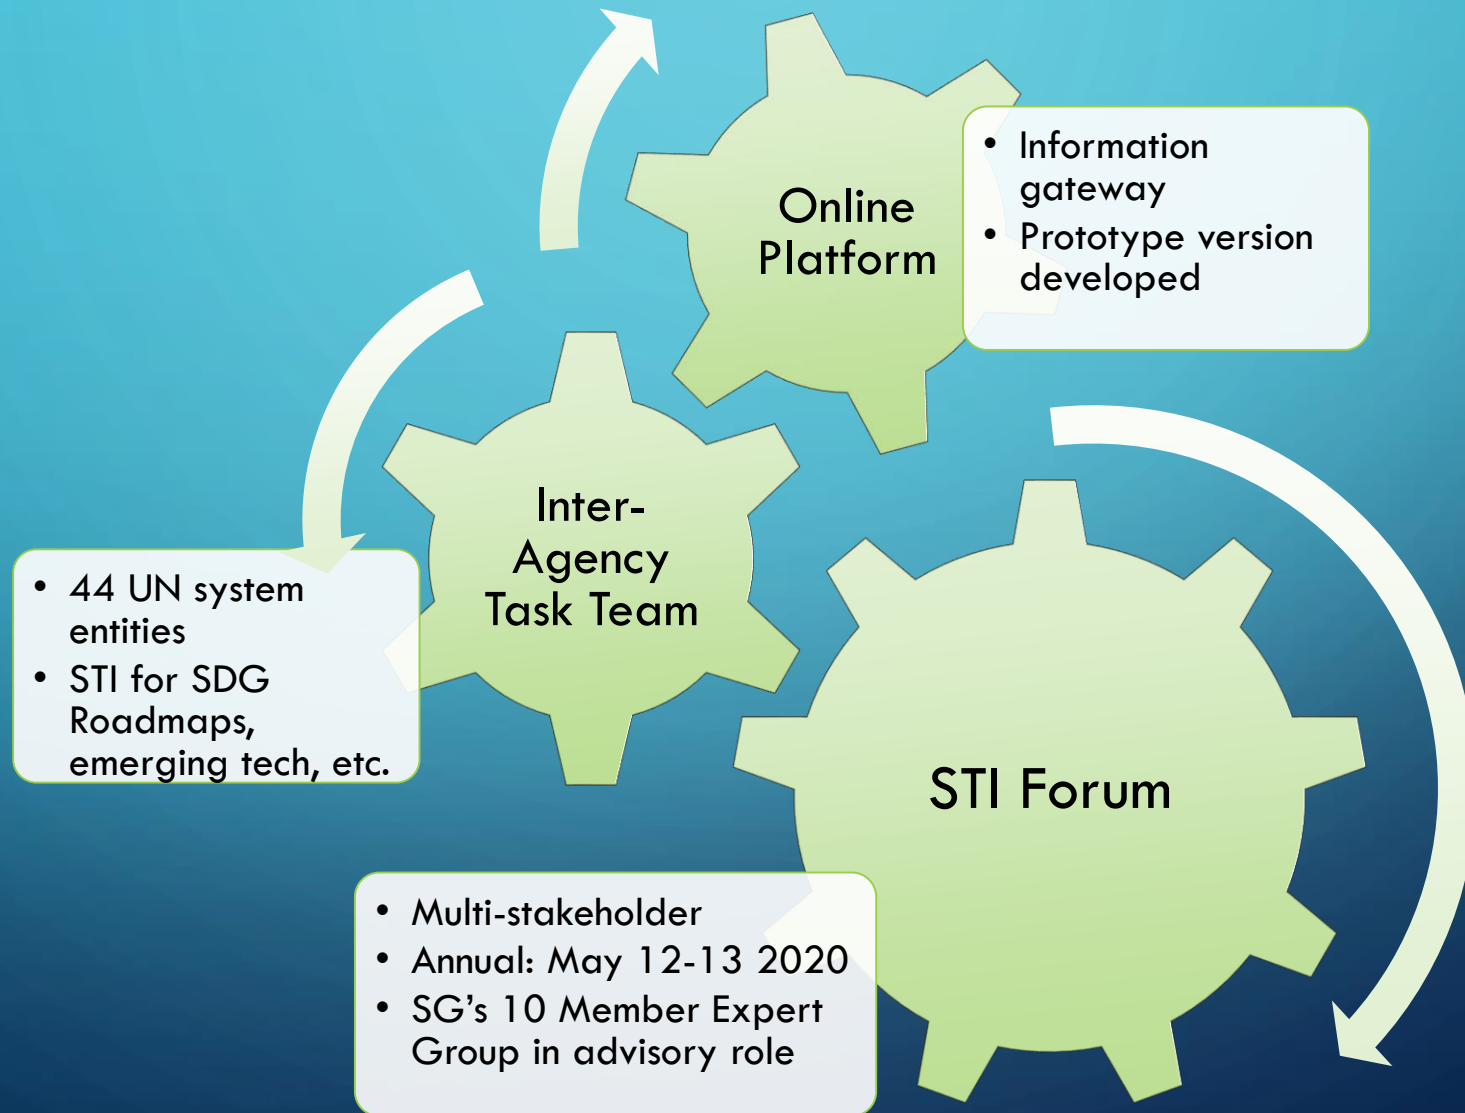 Online
Platform
• Information
gateway
• Prototype version
developed
Inter-
Agency
Task Team
• 44 UN system
entities
• STI for SDG
Roadmaps,
emerging tech, etc.
STI Forum
• Multi-stakeholder
• Annual: May 12-13 2020
• SG’s 10 Member Expert
Group in advisory role